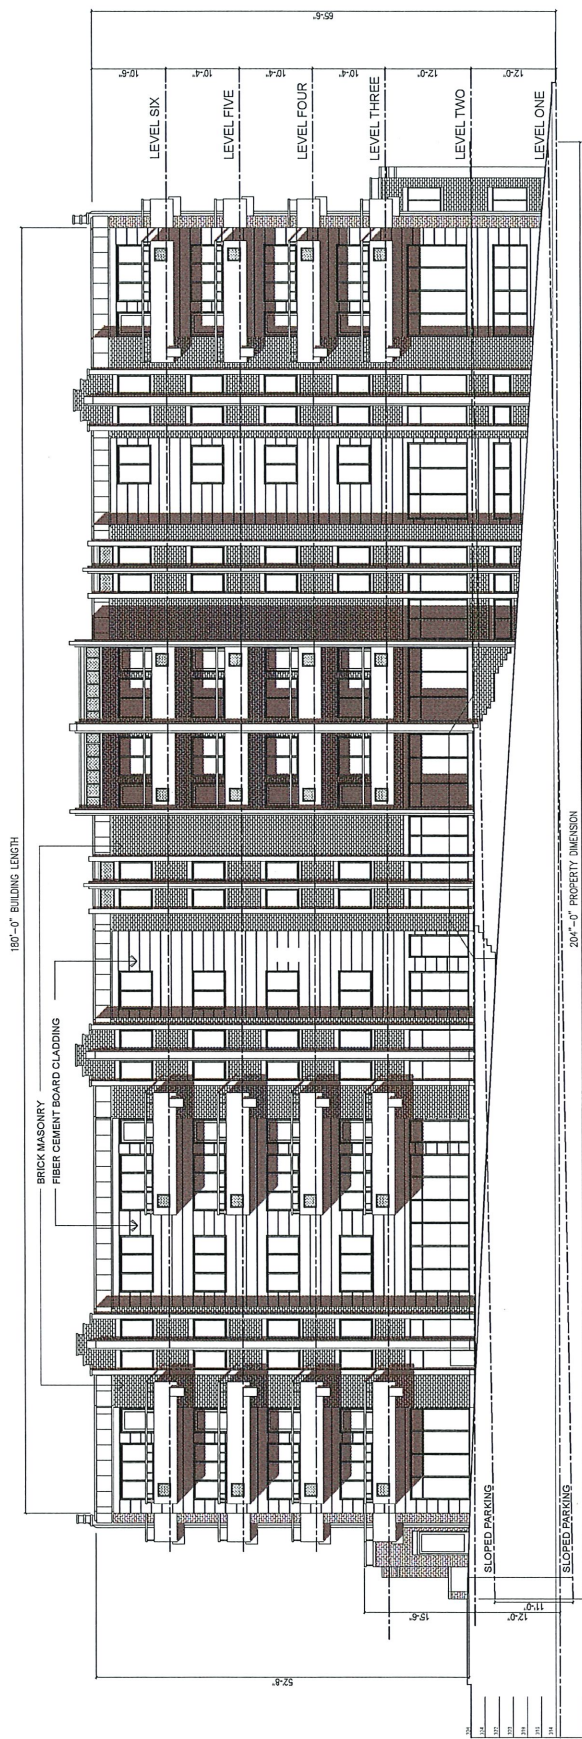 65'-6"
10'-6"
10'-4"
10'-4"
10'-4"
12'-0"
12'-0"
LEVEL SIX
LEVEL FIVE
LEVEL FOUR
LEVEL THREE
LEVEL TWO
LEVEL ONE
180'-0" BUILDING LENGTH
BRICK MASONRY
FIBER CEMENT BOARD CLADDING
204'-0" PROPERTY DIMENSION
SLOPED PARKING
SLOPED PARKING
52'-8"
15'-6"
12'-0"
11'-0"